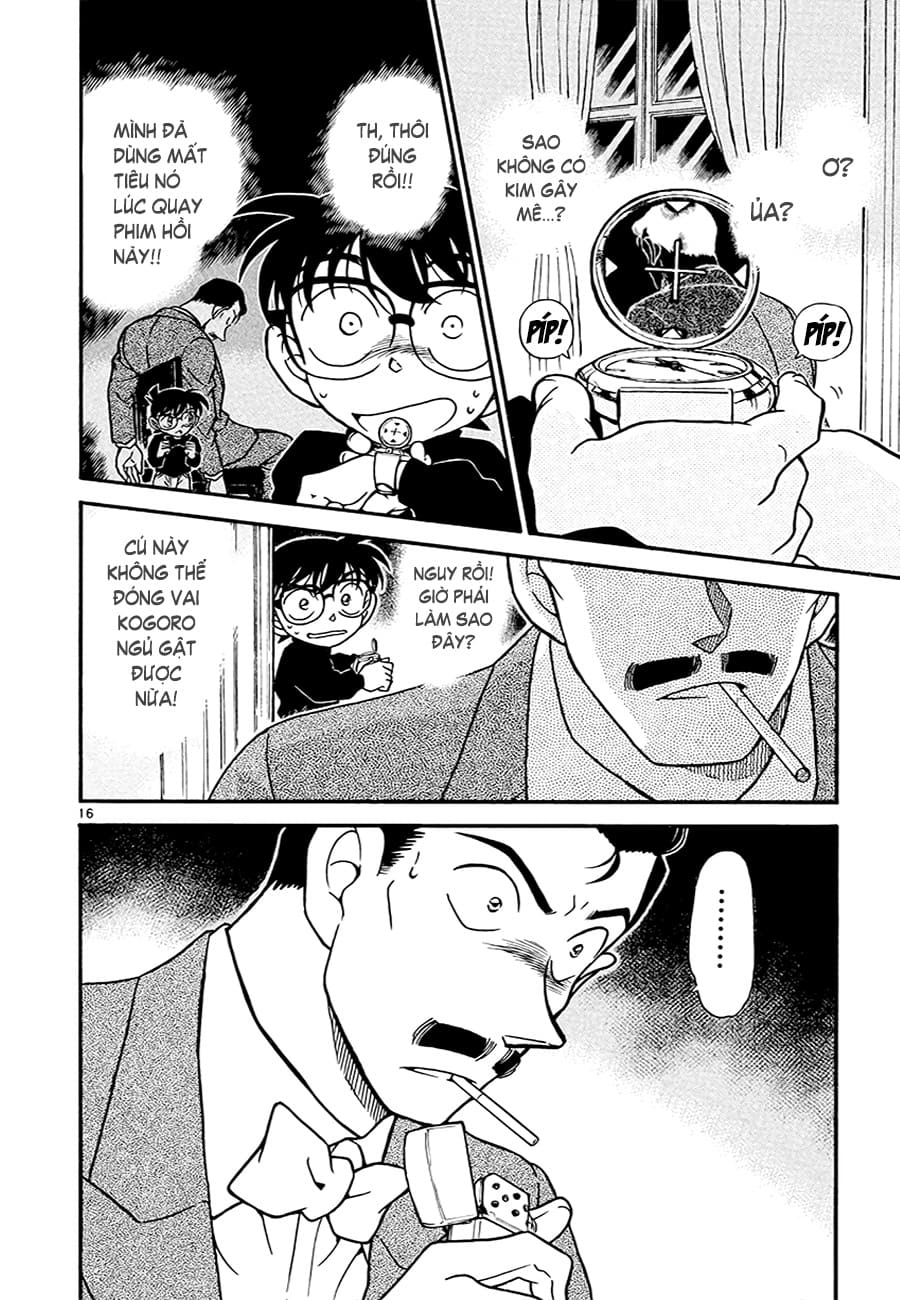 Ơ?
ỦA?
SAO
KHÔNG CÓ
KIM GÂY
MÊ...?
PÍP!
PÍP!
TH, THÔI
ĐÚNG
RỒI!!
MÌNH ĐÃ
DÙNG MẤT
TIÊU NÓ
LÚC QUAY
PHIM HỒI
NÀY!!
NGUY RỒI!
GIỜ PHẢI
LÀM SAO
ĐÂY?
CÚ NÀY
KHÔNG THỂ
ĐÓNG VAI
KOGORO
NGỦ GẬT
ĐƯỢC
NỮA!
16
.........